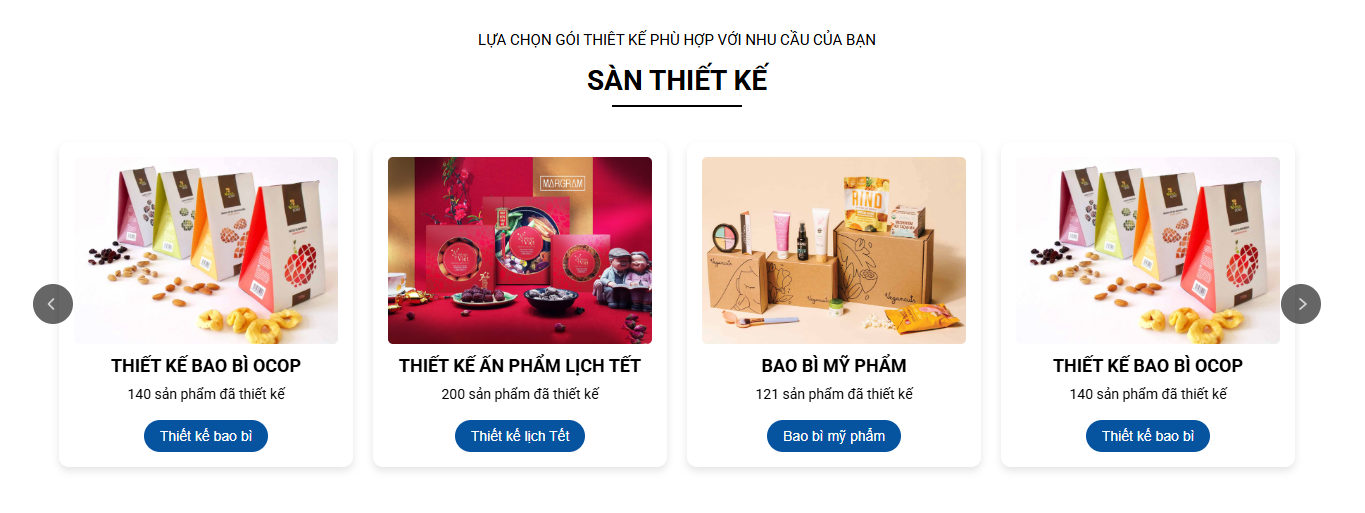 LỰA CHỌN GÓI THIẾT KẾ PHÙ HỢP VỚI NHU CẦU CỦA BẠN
SÀN THIẾT KẾ
MARGRAM
Việt
RIND
Veganauts
Veganauts
THIẾT KẾ BAO BÌ OCOP
THIẾT KẾ ẤN PHẨM LỊCH TẾT
BAO BÌ MỸ PHẨM
THIẾT KẾ BAO BÌ OCOP
140 sản phẩm đã thiết kế
200 sản phẩm đã thiết kế
121 sản phẩm đã thiết kế
140 sản phẩm đã thiết kế
Thiết kế bao bì
Thiết kế lịch Tết
Bao bì mỹ phẩm
Thiết kế bao bì